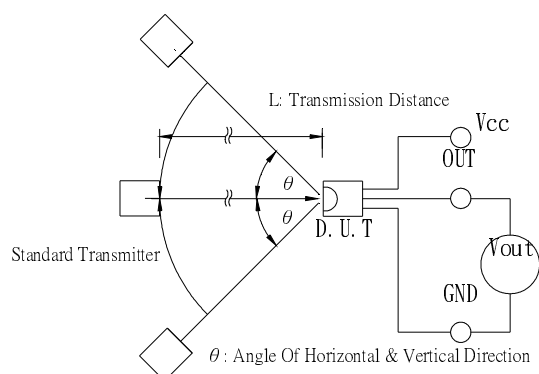 L: Transmission Distance
Vcc
OUT
θ
θ
D.U.T
Standard Transmitter
Vout
GND
θ: Angle Of Horizontal & Vertical Direction